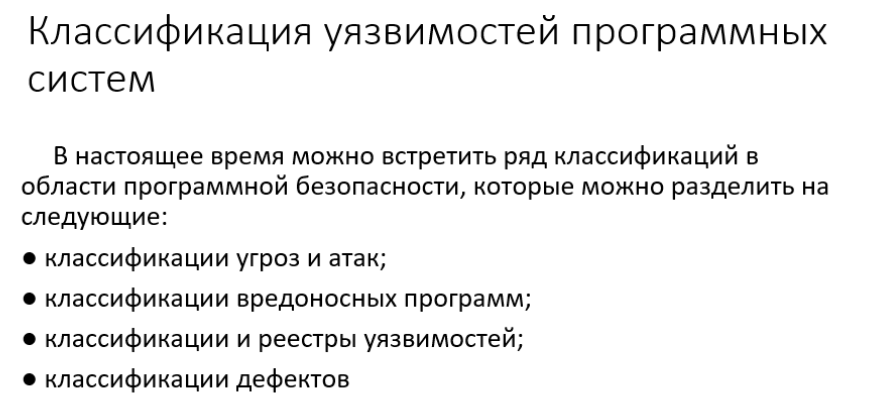 Классификация уязвимостей программных
систем
В настоящее время можно встретить ряд классификаций в
области программной безопасности, которые можно разделить на
следующие:
● классификации угроз и атак;
● классификации вредоносных программ;
● классификации и реестры уязвимостей;
● классификации дефектов